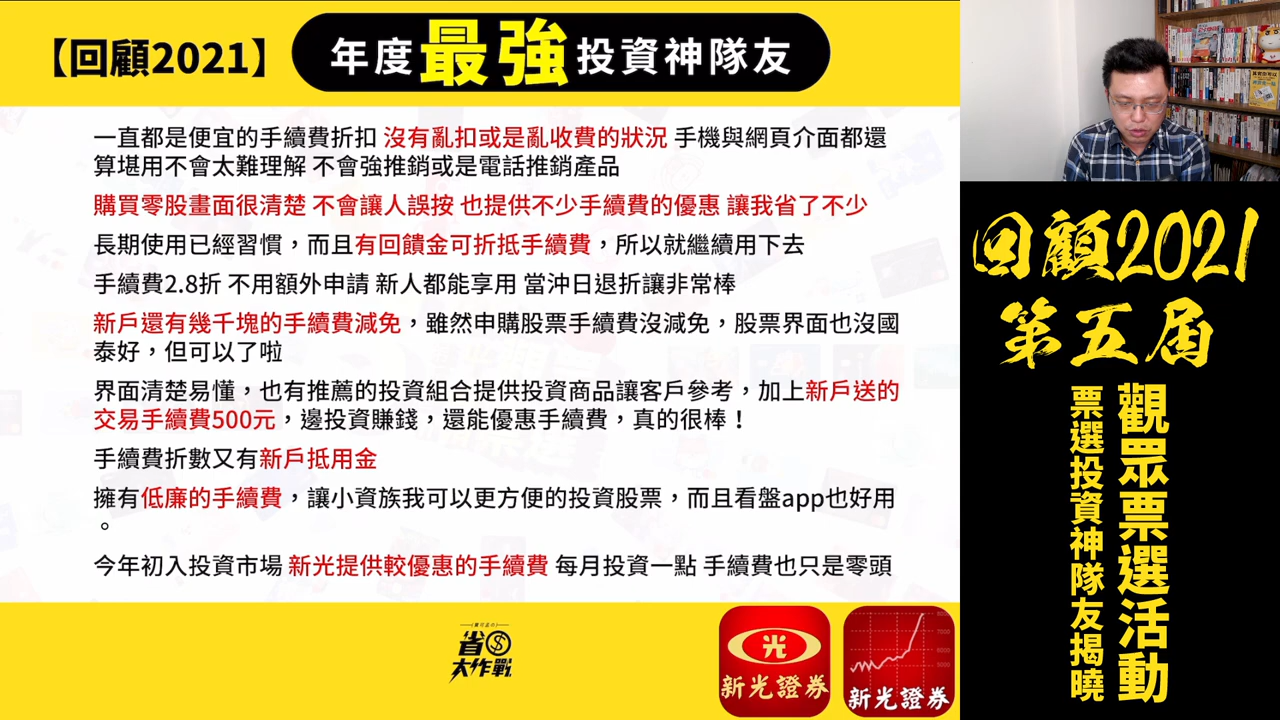 【回顧2021】
年度最強投資神隊友
一直都是便宜的手續費折扣 沒有亂扣或是亂收費的狀況 手機與網頁介面都還
算堪用不會太難理解 不會強推銷或是電話推銷產品
購買零股畫面很清楚 不會讓人誤按 也提供不少手續費的優惠 讓我省了不少
長期使用已經習慣，而且有回饋金可折抵手續費，所以就繼續用下去
手續費2.8折 不用額外申請 新人都能享用 當沖日退折讓非常棒
新戶還有幾千塊的手續費減免，雖然申購股票手續費沒減免，股票界面也沒國
泰好，但可以了啦
界面清楚易懂，也有推薦的投資組合提供投資商品讓客戶參考，加上新戶送的
交易手續費500元，邊投資賺錢，還能優惠手續費，真的很棒！
手續費折數又有新戶抵用金
擁有低廉的手續費，讓小資族我可以更方便的投資股票，而且看盤app也好用
。
今年初入投資市場 新光提供較優惠的手續費 每月投資一點 手續費也只是零頭
省
大作戰
光
新光證券
新光證券
回顧2021
第五屆
觀眾票選活動
票選投資神隊友揭曉